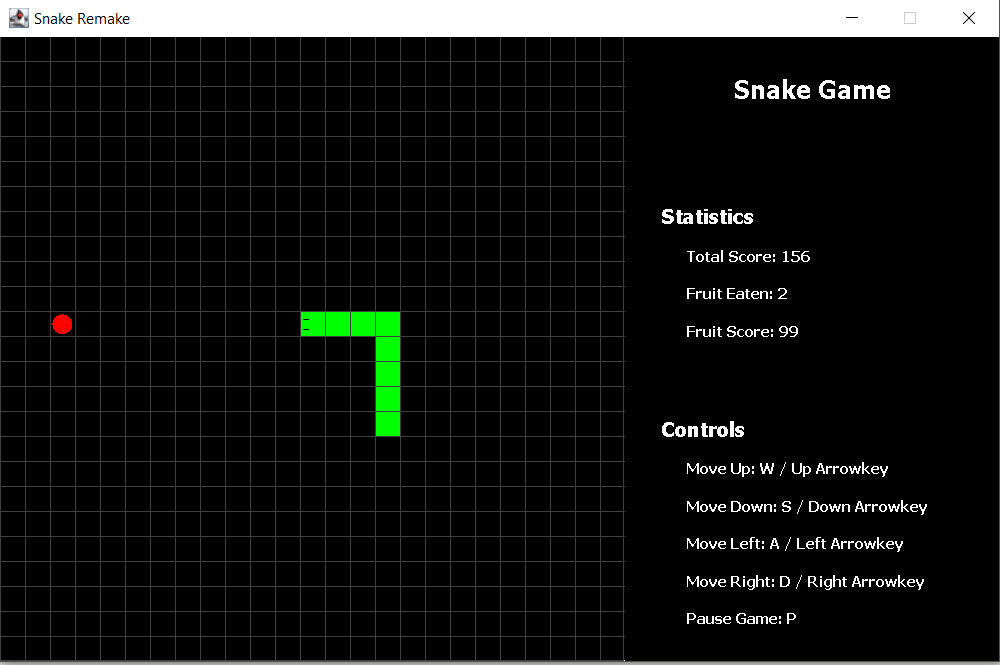 Snake Remake
Snake Game
Statistics
Total Score: 156
Fruit Eaten: 2
Fruit Score: 99
Controls
Move Up: W / Up Arrowkey
Move Down: S / Down Arrowkey
Move Left: A / Left Arrowkey
Move Right: D / Right Arrowkey
Pause Game: P